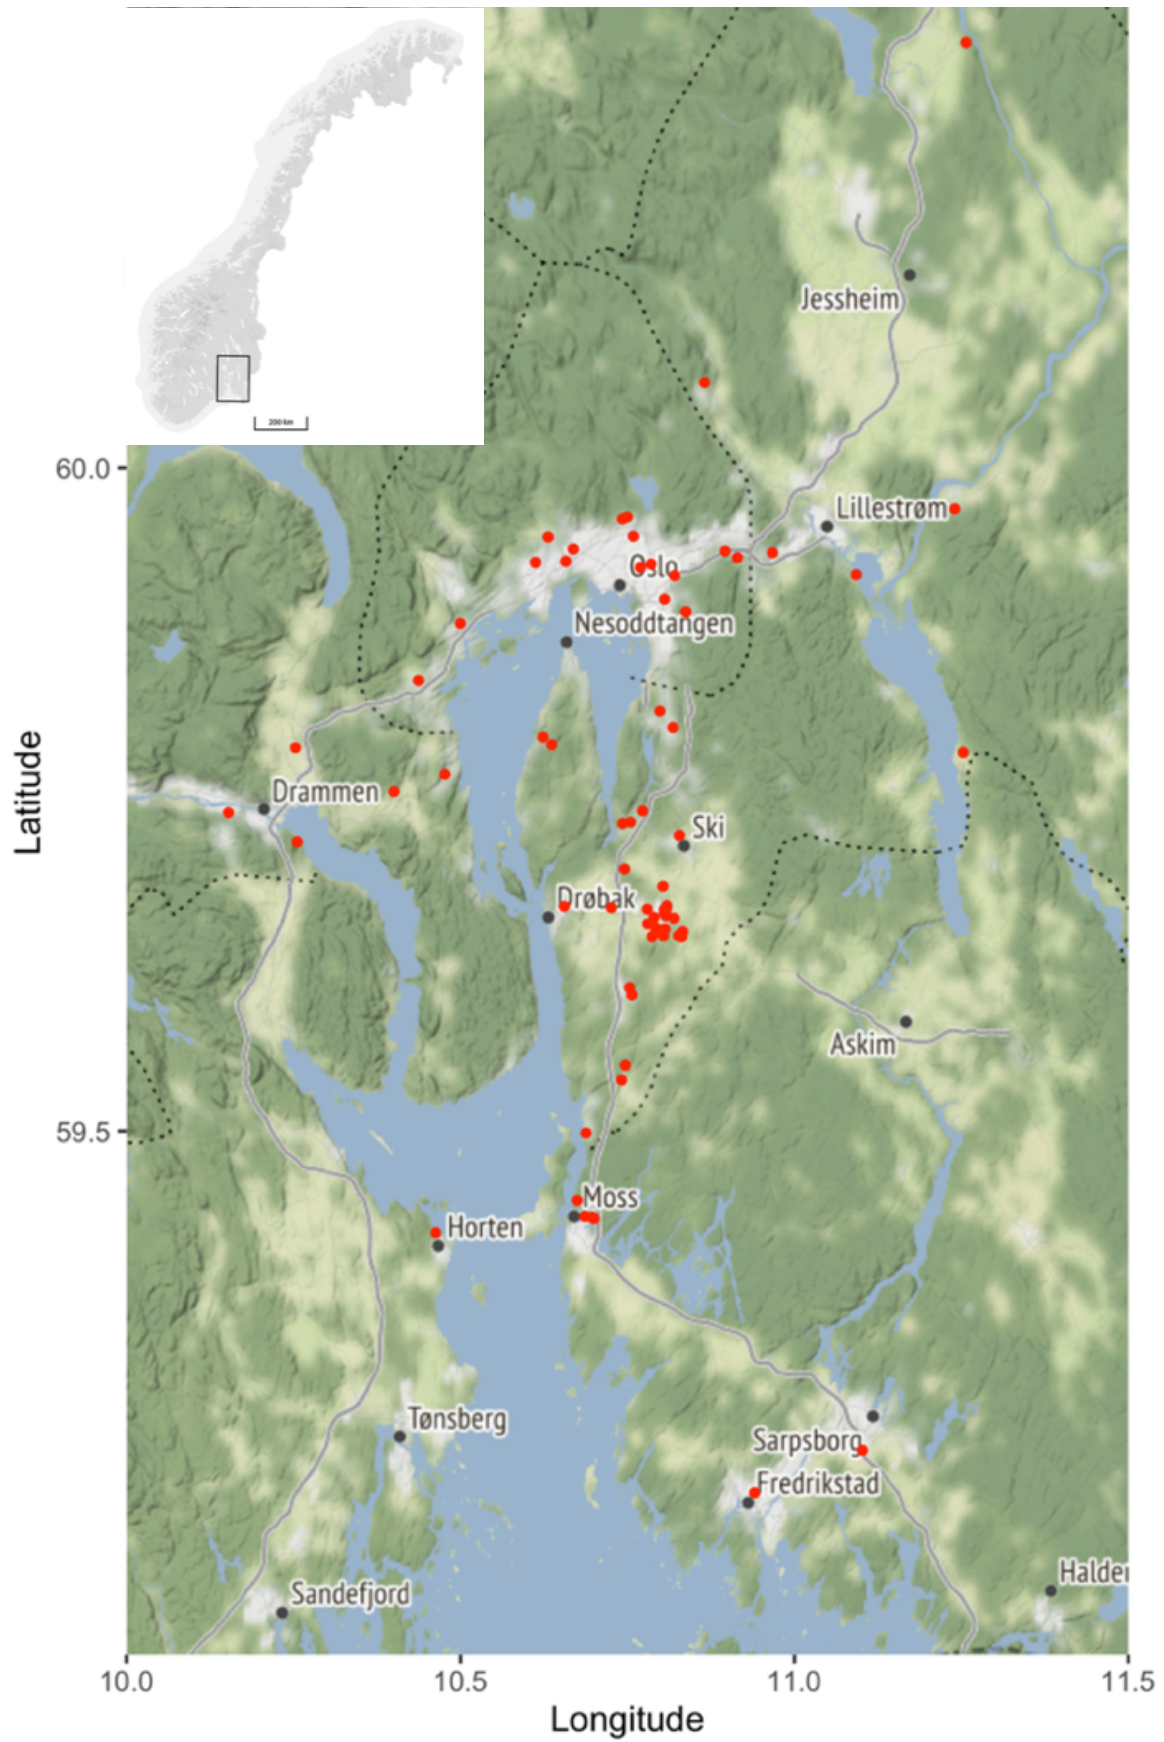 200 km
Jessheim
60.0
Lillestrøm
Oslo
Nesoddtangen
Latitude
Drammen
Ski
Drøbak
Askim
59.5
Moss
Horten
Tønsberg
Sarpsborg
Fredrikstad
Halden
Sandefjord
10.0 10.5 11.0 11.5
Longitude